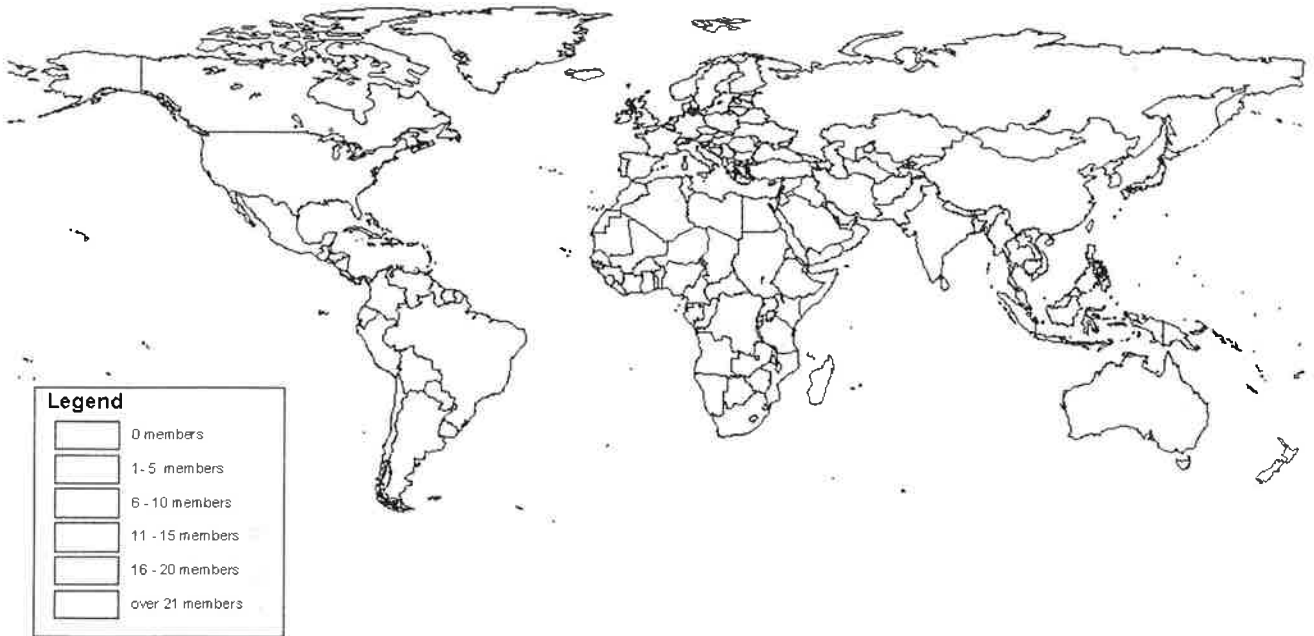 Legend
0 members
1-5 members
6 - 10 members
11 - 15 members
16 - 20 members
over 21 members